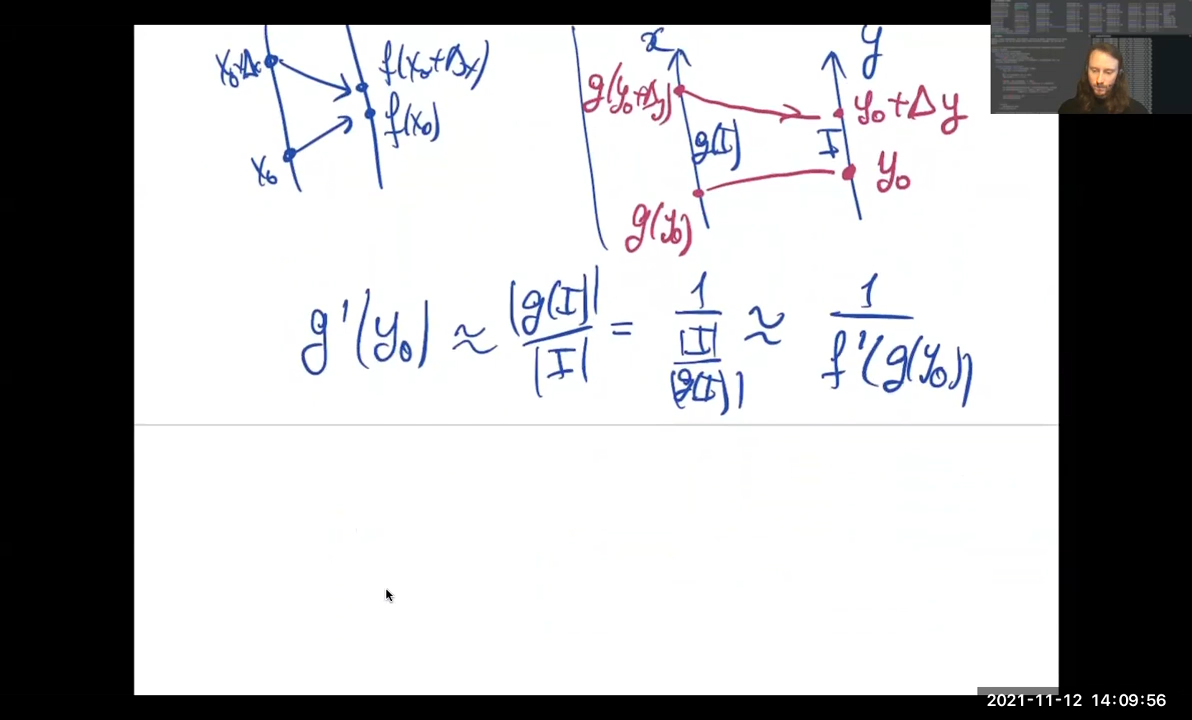 x₀+Δx
f(x₀+Δx)
f(x₀)
x₀
x
y
g(y₀+Δy)
y₀+Δy
g(I)
I
y₀
g(y₀)
g'(y₀) ≈ |g(I)|/|I| = 1/(|I|/|g(I)|) ≈ 1/f'(g(y₀))
2021-11-12 14:09:56